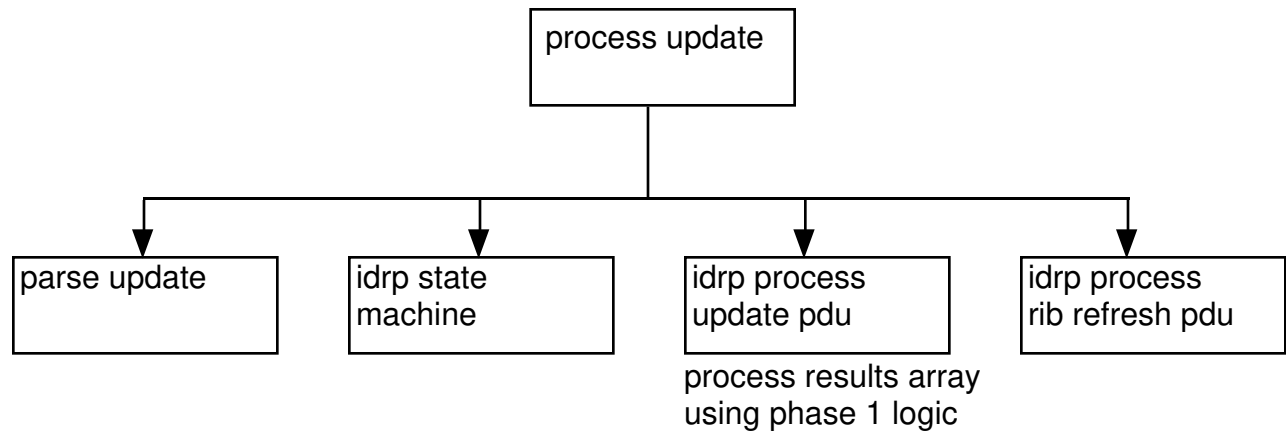 process update
parse update
idrp state
machine
idrp process
update pdu
idrp process
rib refresh pdu
process results array
using phase 1 logic